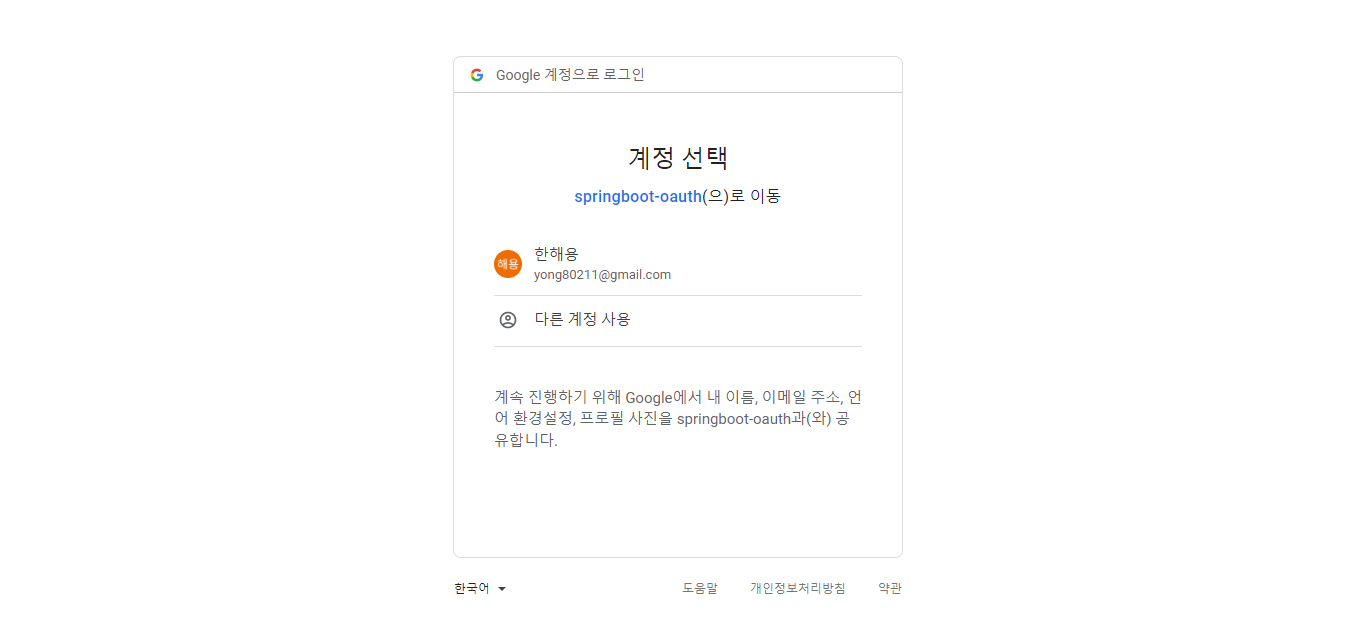 Google 계정으로 로그인
계정 선택
springboot-oauth(으)로 이동
해용
한해용
yong80211@gmail.com
다른 계정 사용
계속 진행하기 위해 Google에서 내 이름, 이메일 주소, 언
어 환경설정, 프로필 사진을 springboot-oauth과(와) 공
유합니다.
한국어
도움말 개인정보처리방침 약관